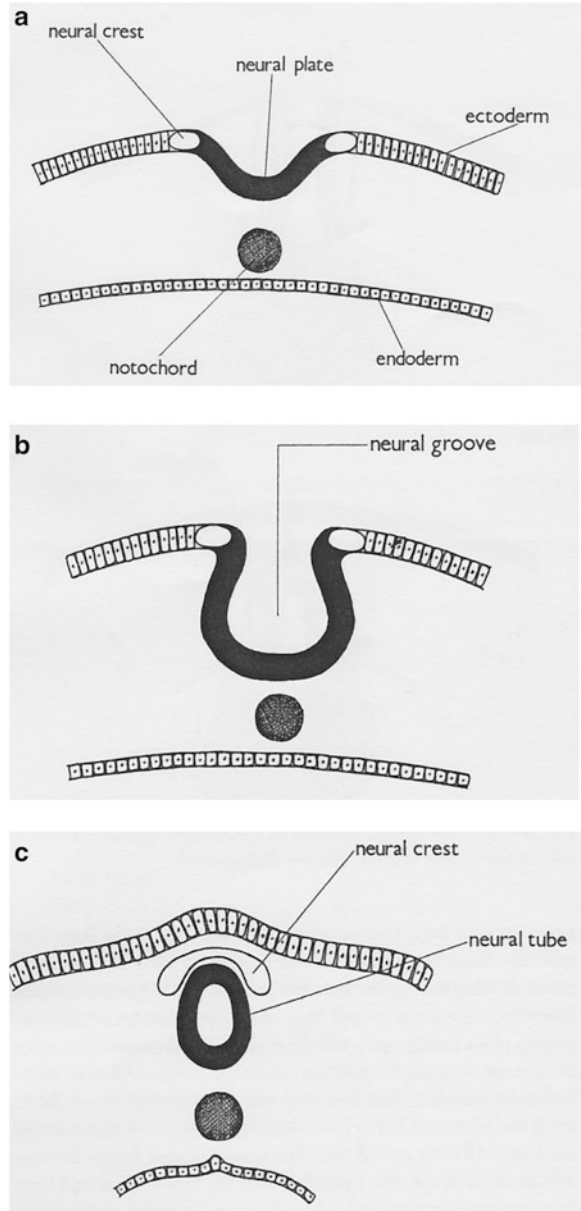 a
neural crest
neural plate
ectoderm
notochord
endoderm
b
neural groove
c
neural crest
neural tube